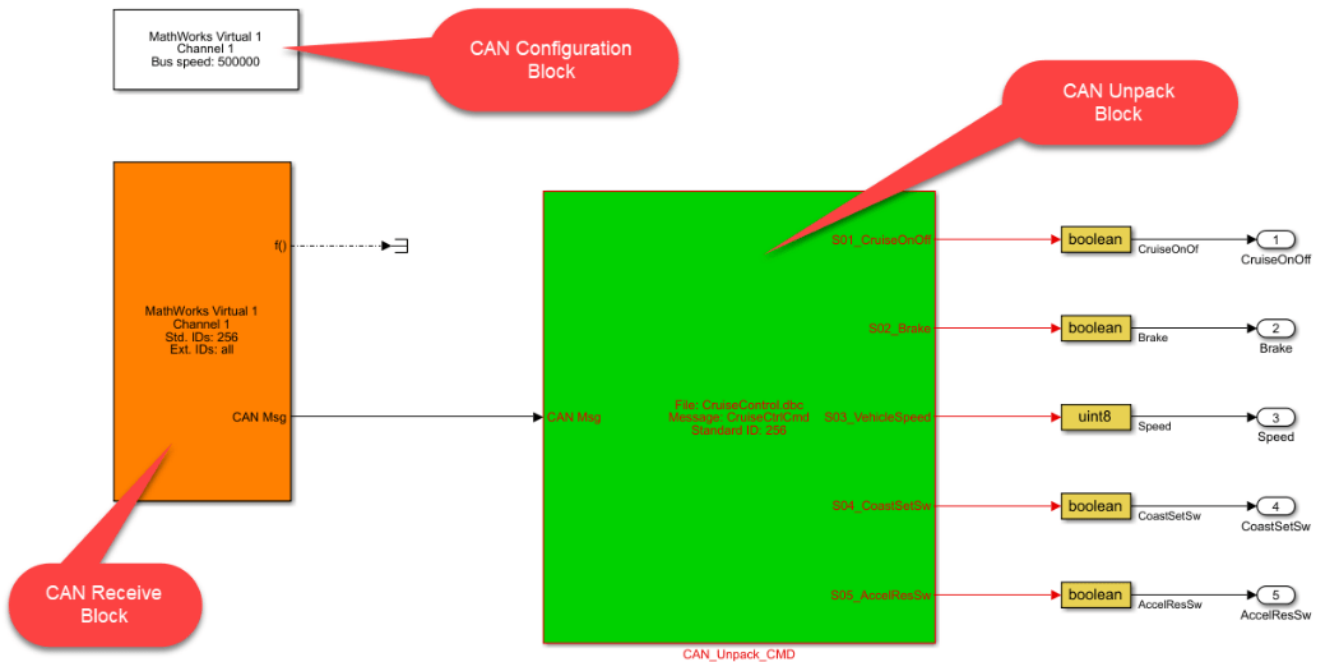 MathWorks Virtual 1
Channel 1
Bus speed: 500000
CAN Configuration
Block
CAN Unpack
Block
f()
MathWorks Virtual 1
Channel 1
Std. IDs: 256
Ext. IDs: all
CAN Msg
CAN Msg
File: CruiseControl.dbc
Message: CruiseCtrlCmd
Standard ID: 256
S01_CruiseOnOff
boolean
CruiseOnOf
1
CruiseOnOff
S02_Brake
boolean
Brake
2
Brake
S03_VehicleSpeed
uint8
Speed
3
Speed
S04_CoastSetSw
boolean
CoastSetSw
4
CoastSetSw
S05_AccelResSw
boolean
AccelResSw
5
AccelResSw
CAN Receive
Block
CAN_Unpack_CMD